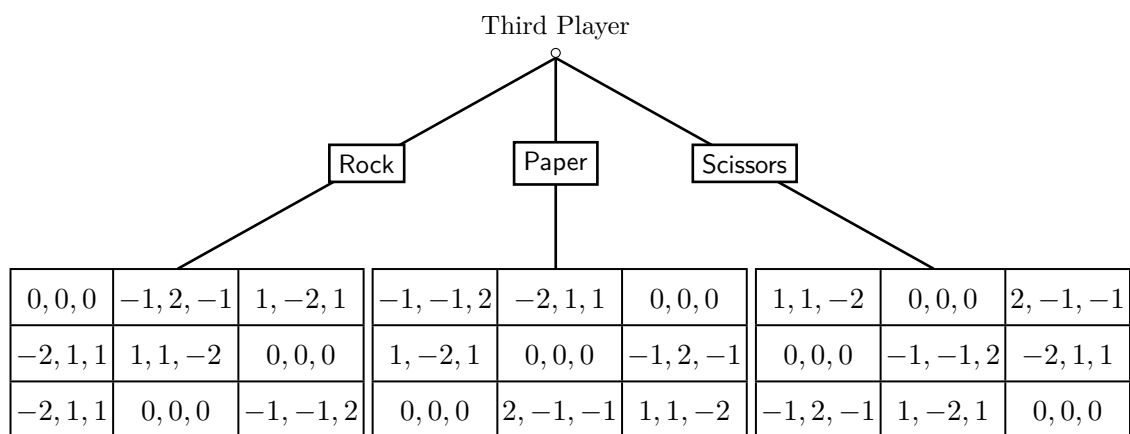 Third Player
Rock Paper Scissors
0, 0, 0 −1, 2, −1 1, −2, 1 −1, −1, 2 −2, 1, 1 0, 0, 0 1, 1, −2 0, 0, 0 2, −1, −1
−2, 1, 1 1, 1, −2 0, 0, 0 1, −2, 1 0, 0, 0 −1, 2, −1 0, 0, 0 −1, −1, 2 −2, 1, 1
−2, 1, 1 0, 0, 0 −1, −1, 2 0, 0, 0 2, −1, −1 1, 1, −2 −1, 2, −1 1, −2, 1 0, 0, 0